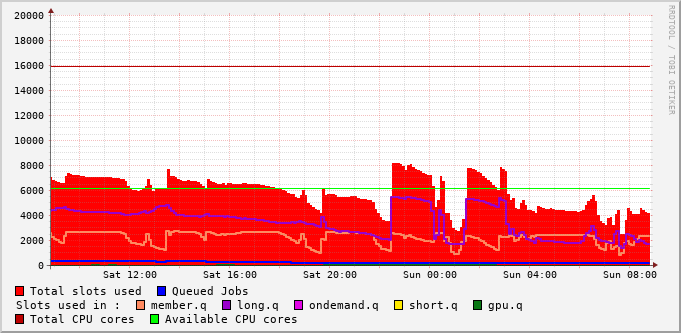 RRDTOOL / TOBI OETIKER
20000
18000
16000
14000
12000
10000
8000
6000
4000
2000
0
Sat 12:00 Sat 16:00 Sat 20:00 Sun 00:00 Sun 04:00 Sun 08:00
Total slots used Queued Jobs
Slots used in : member.q long.q ondemand.q short.q gpu.q
Total CPU cores Available CPU cores